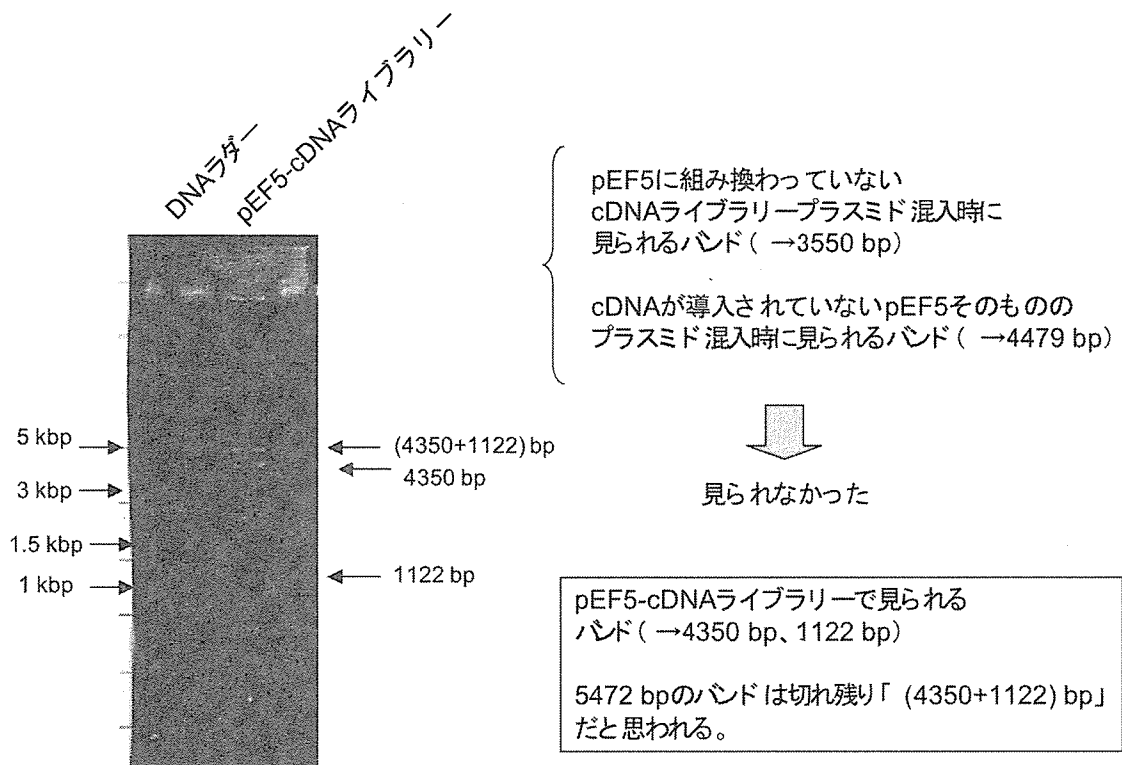 DNAラダー
pEF5-cDNAライブラリー
5 kbp
3 kbp
1.5 kbp
1 kbp
(4350+1122) bp
4350 bp
1122 bp
pEF5に組み換わっていない
cDNAライブラリープラスミド混入時に
見られるバンド( →3550 bp)
cDNAが導入されていないpEF5そのものの
プラスミド混入時に見られるバンド( →4479 bp)
見られなかった
pEF5-cDNAライブラリーで見られる
バンド( →4350 bp、1122 bp)
5472 bpのバンドは切れ残り「 (4350+1122) bp」
だと思われる。